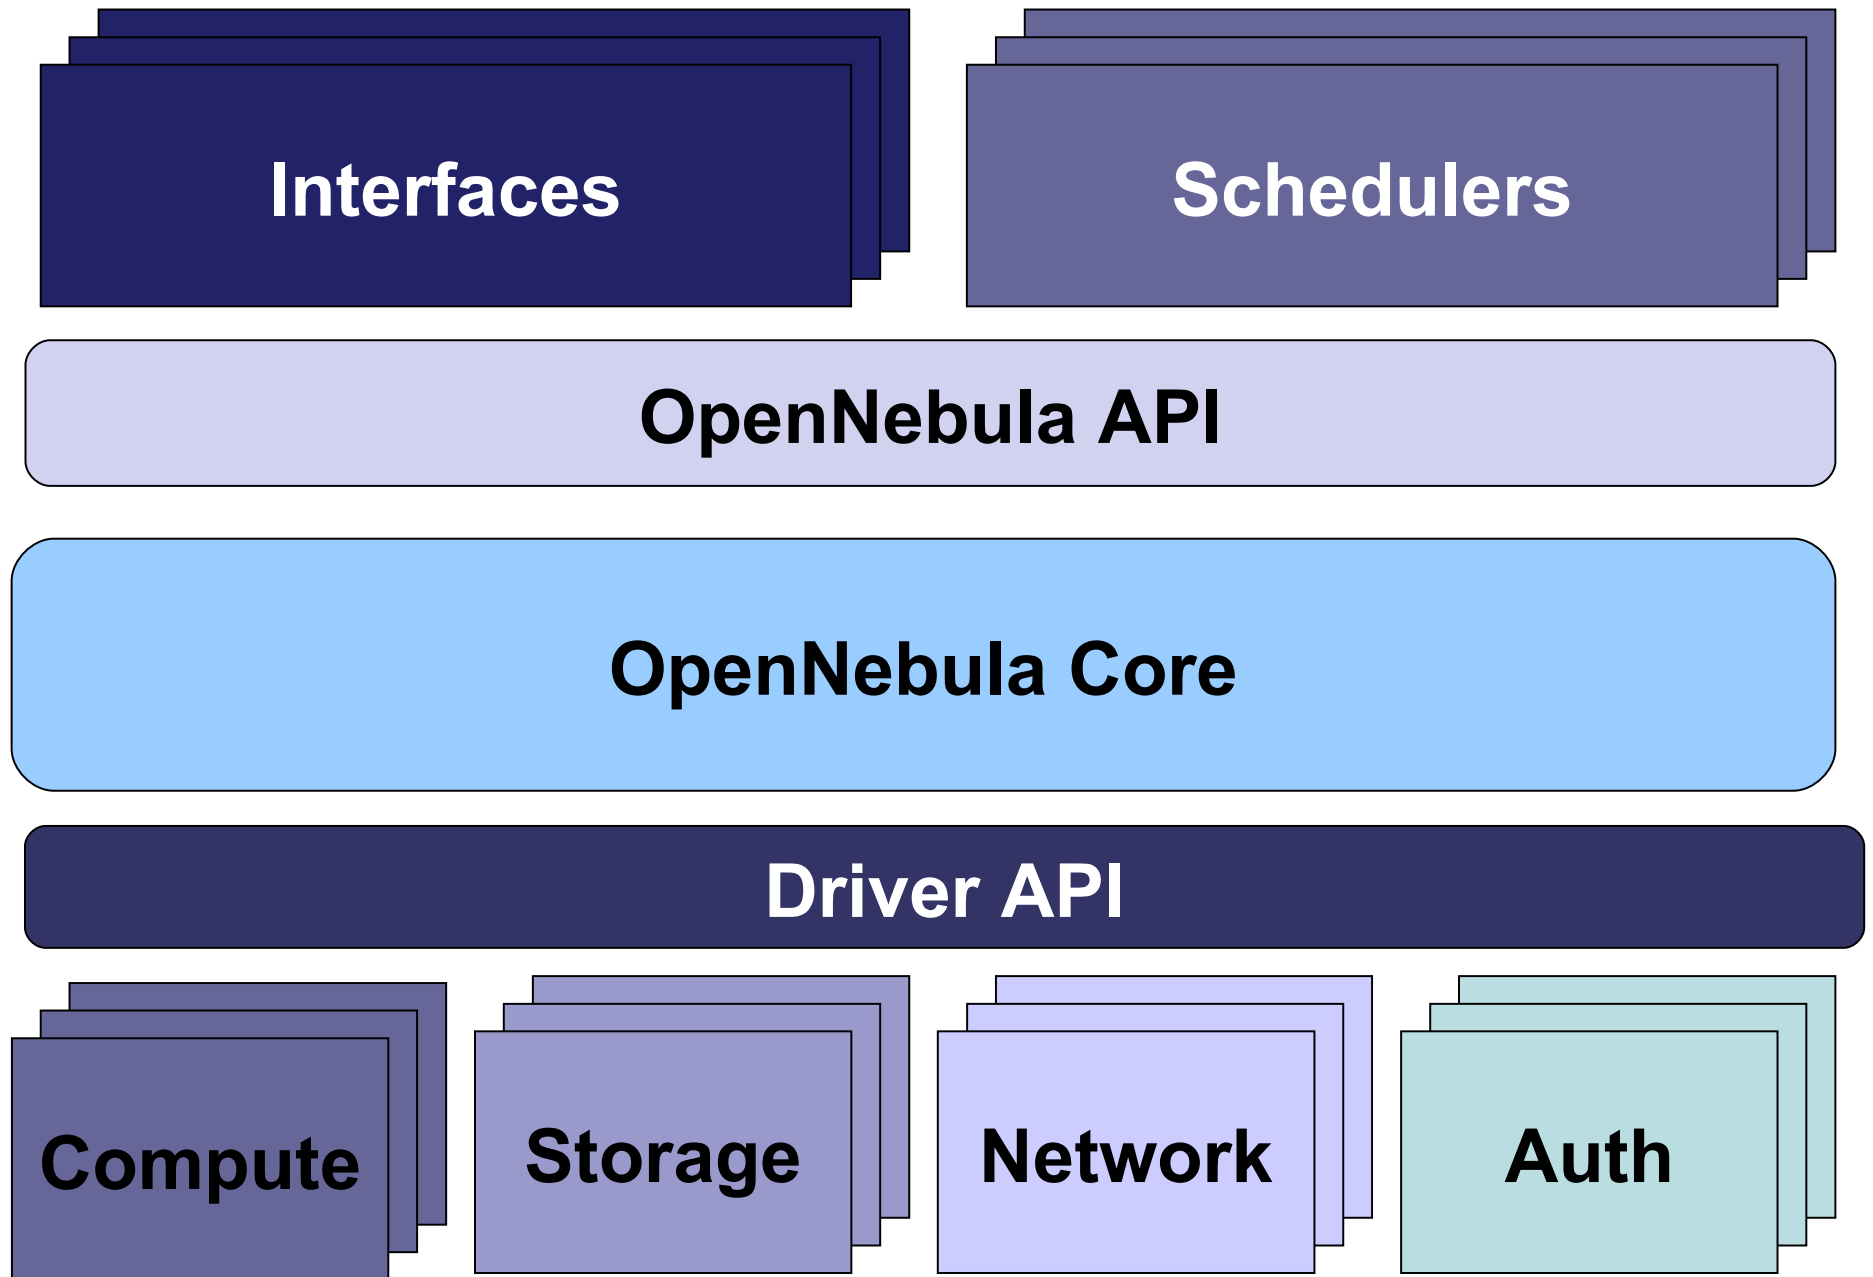 Interfaces
Schedulers
OpenNebula API
OpenNebula Core
Driver API
Compute
Storage
Network
Auth